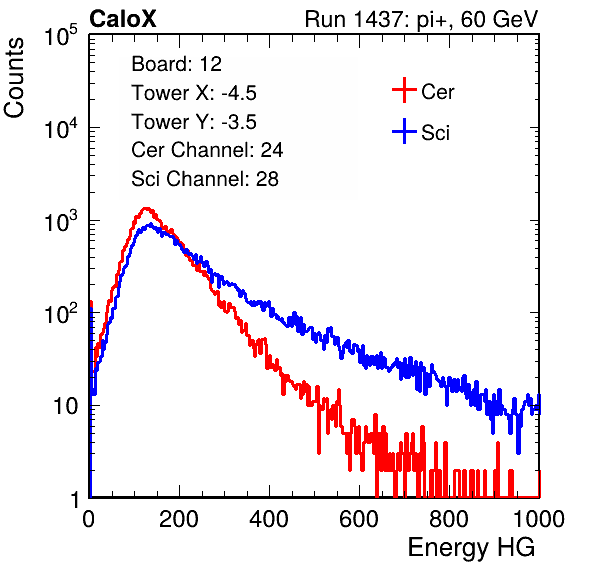 CaloX Run 1437: pi+, 60 GeV
Counts
10^5
10^4
10^3
10^2
10
1
Board: 12
Tower X: -4.5
Tower Y: -3.5
Cer Channel: 24
Sci Channel: 28
Cer
Sci
0 200 400 600 800 1000
Energy HG